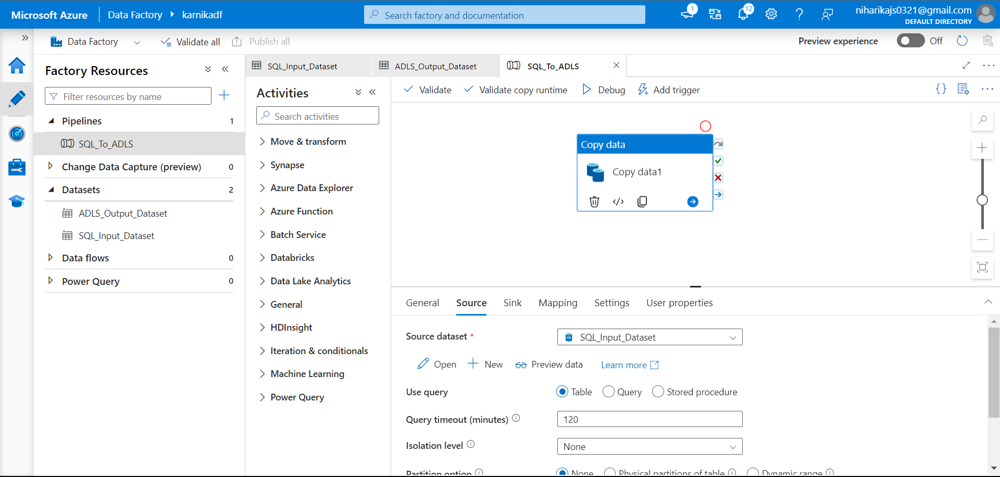 Microsoft Azure
Data Factory
karnikadf
Search factory and documentation
1
12
niharikajs0321@gmail.com
DEFAULT DIRECTORY
Data Factory
Validate all
Publish all
Preview experience
Off
Factory Resources
Filter resources by name
Pipelines 1
SQL_To_ADLS
Change Data Capture (preview) 0
Datasets 2
ADLS_Output_Dataset
SQL_Input_Dataset
Data flows 0
Power Query 0
SQL_Input_Dataset
ADLS_Output_Dataset
SQL_To_ADLS
Activities
Search activities
Move & transform
Synapse
Azure Data Explorer
Azure Function
Batch Service
Databricks
Data Lake Analytics
General
HDInsight
Iteration & conditionals
Machine Learning
Power Query
Validate
Validate copy runtime
Debug
Add trigger
Copy data
Copy data1
General
Source
Sink
Mapping
Settings
User properties
Source dataset *
SQL_Input_Dataset
Open
New
Preview data
Learn more
Use query
Table
Query
Stored procedure
Query timeout (minutes)
120
Isolation level
None
Partition option
None
Physical partitions of table
Dynamic range